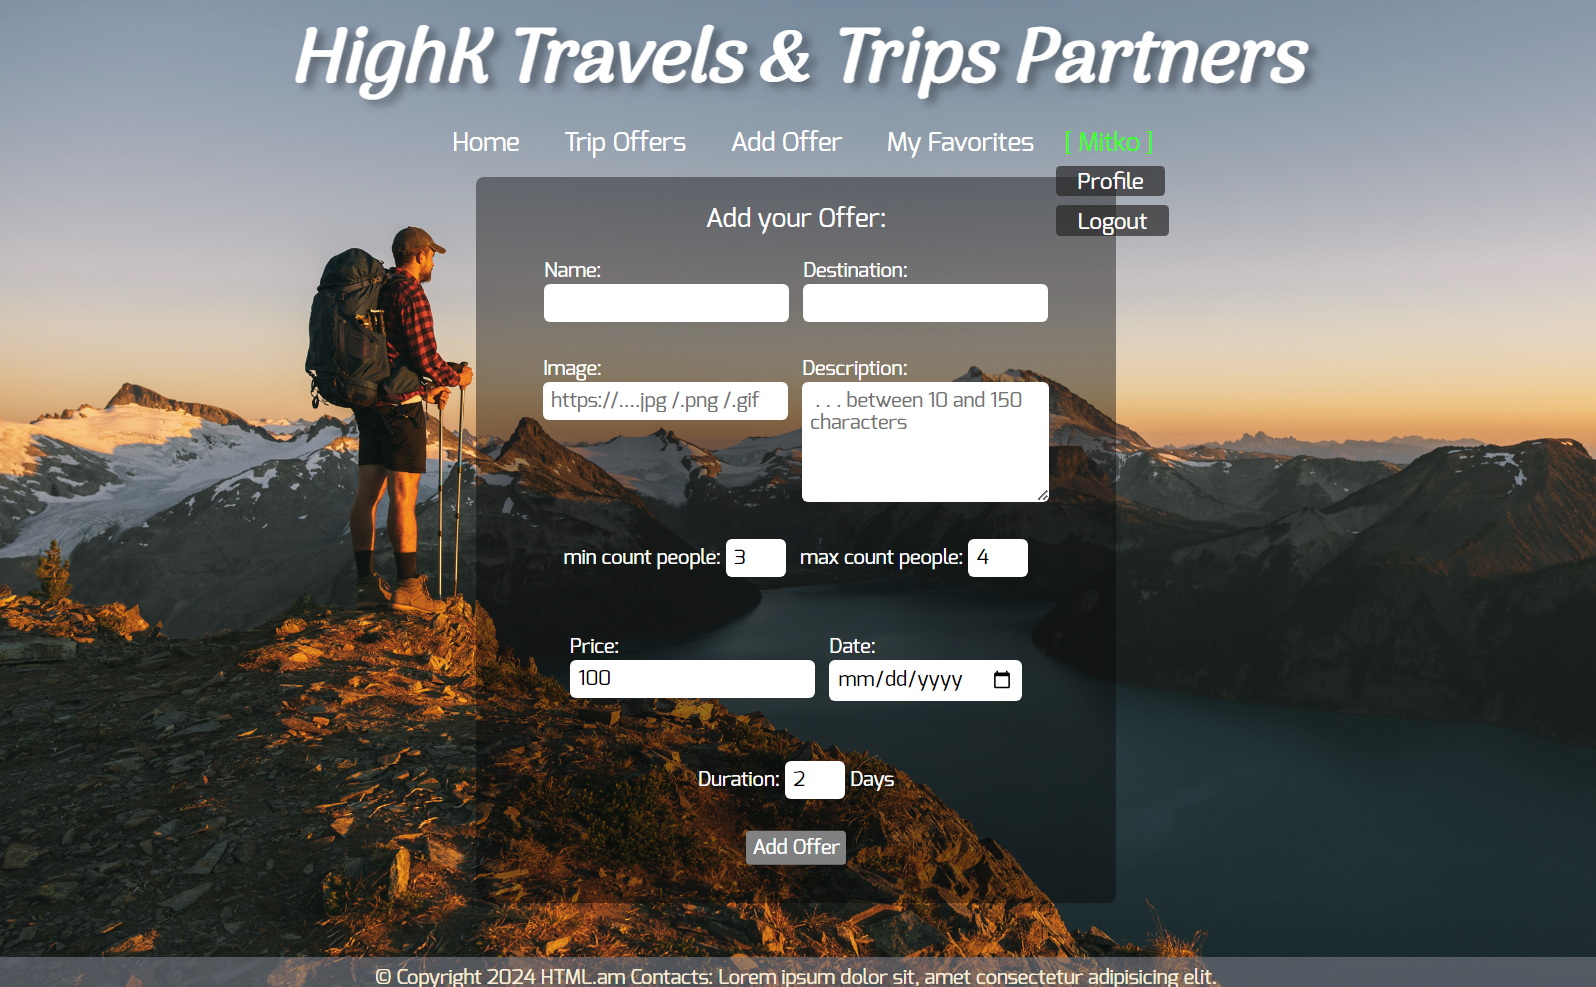 HighK Travels & Trips Partners
Home Trip Offers Add Offer My Favorites [ Mitko ]
Profile
Logout
Add your Offer:
Name: Destination:
Image: Description:
https://....jpg /.png /.gif
. . . between 10 and 150
characters
min count people: 3 max count people: 4
Price: Date:
100 mm/dd/yyyy
Duration: 2 Days
Add Offer
© Copyright 2024 HTML.am Contacts: Lorem ipsum dolor sit, amet consectetur adipisicing elit.